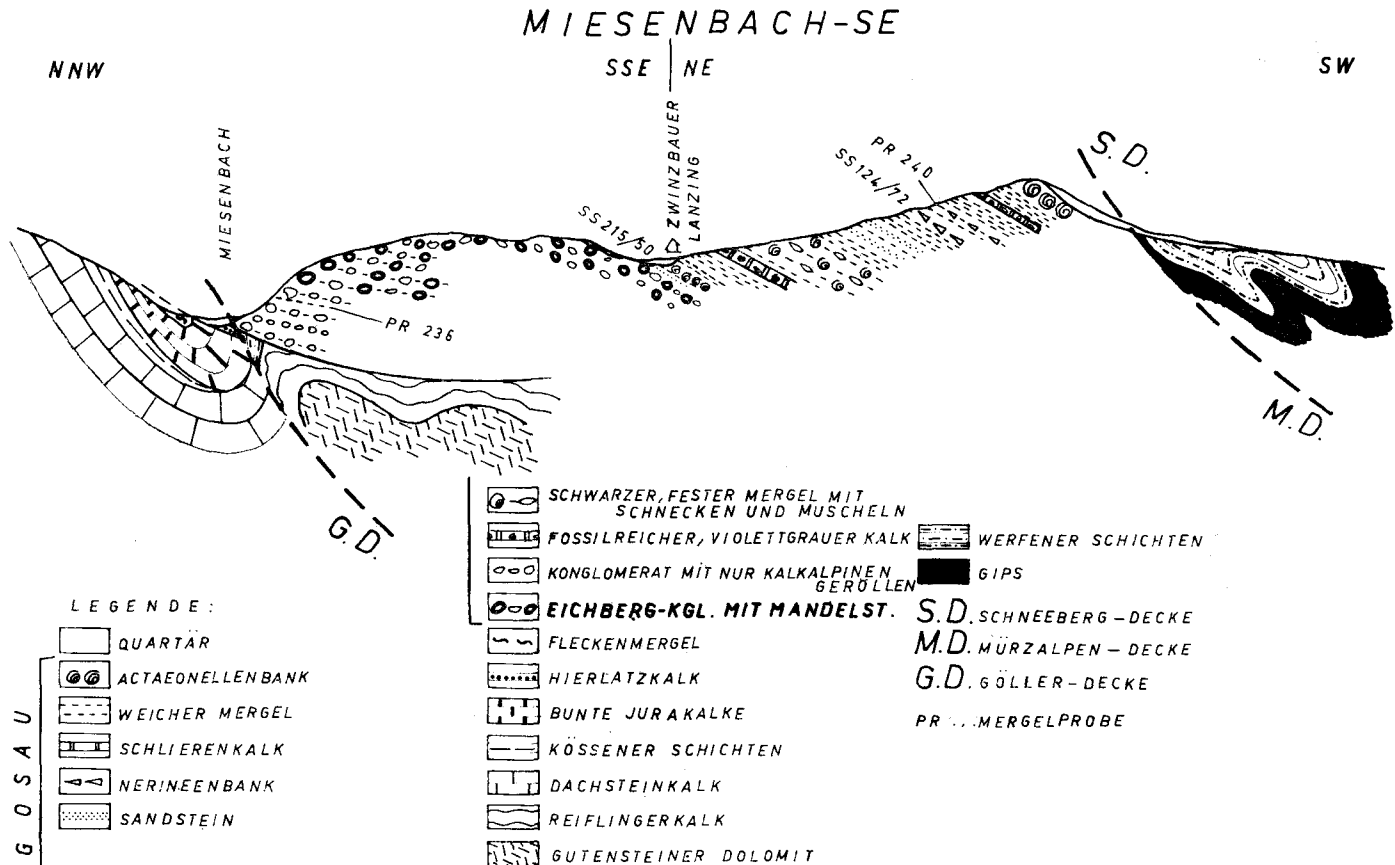 MIESENBACH-SE
NNW
SSE NE
SW
MIESENBACH
SS 215/50
ZWINZBAUER
LANZING
PR 240
SS 124/72
S.D.
PR 236
G.D.
M.D.
LEGENDE:
QUARTÄR
GOSAU
ACTAEONELLENBANK
WEICHER MERGEL
SCHLIERENKALK
NERINEENBANK
SANDSTEIN
SCHWARZER, FESTER MERGEL MIT
SCHNECKEN UND MUSCHELN
FOSSILREICHER, VIOLETTGRAUER KALK
KONGLOMERAT MIT NUR KALKALPINEN
GERÖLLEN
EICHBERG-KGL. MIT MANDELST.
FLECKENMERGEL
HIERLATZKALK
BUNTE JURAKALKE
KÖSSENER SCHICHTEN
DACHSTEINKALK
REIFLINGERKALK
GUTENSTEINER DOLOMIT
WERFENER SCHICHTEN
GIPS
S.D. SCHNEEBERG-DECKE
M.D. MÜRZALPEN-DECKE
G.D. GÖLLER-DECKE
PR ... MERGELPROBE